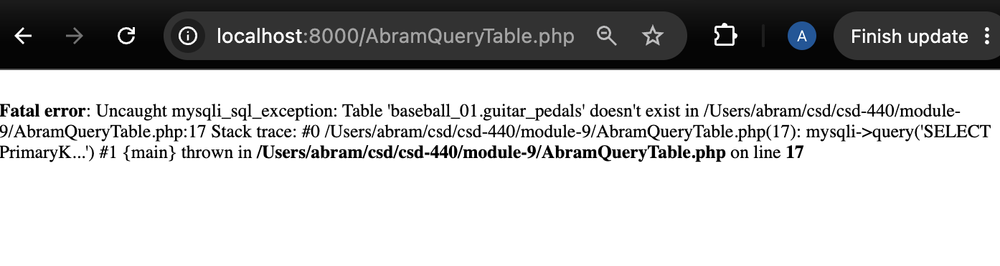 localhost:8000/AbramQueryTable.php A Finish update
Fatal error: Uncaught mysqli_sql_exception: Table 'baseball_01.guitar_pedals' doesn't exist in /Users/abram/csd/csd-440/module-
9/AbramQueryTable.php:17 Stack trace: #0 /Users/abram/csd/csd-440/module-9/AbramQueryTable.php(17): mysqli->query('SELECT
PrimaryK...') #1 {main} thrown in /Users/abram/csd/csd-440/module-9/AbramQueryTable.php on line 17